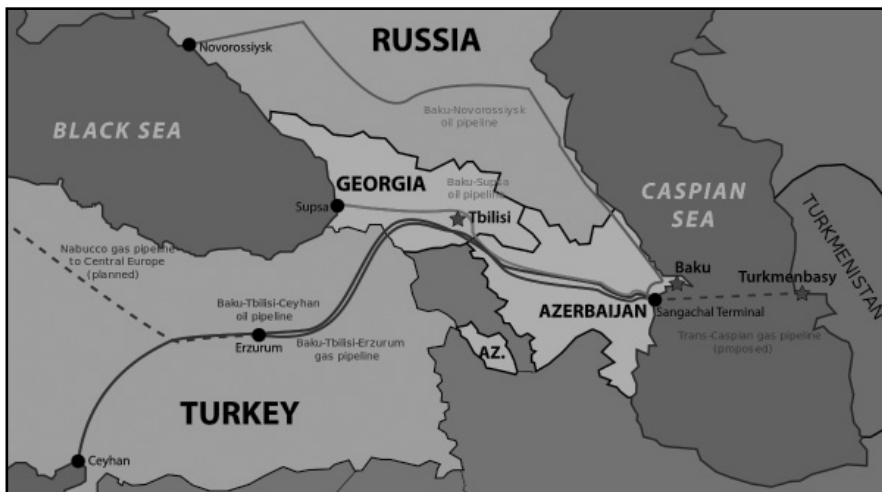 RUSSIA
Novorossiysk
Baku-Novorossiysk
oil pipeline
BLACK SEA
GEORGIA
Baku-Supsa
oil pipeline
CASPIAN
SEA
Supsa
Tbilisi
TURKMENISTAN
Nabucco gas pipeline
to Central Europe
(planned)
Baku
Turkmenbasy
Baku-Tbilisi-Ceyhan
oil pipeline
AZERBAIJAN
Sangachal Terminal
Erzurum
Baku-Tbilisi-Erzurum
gas pipeline
Trans-Caspian gas pipeline
(proposed)
AZ.
TURKEY
Ceyhan